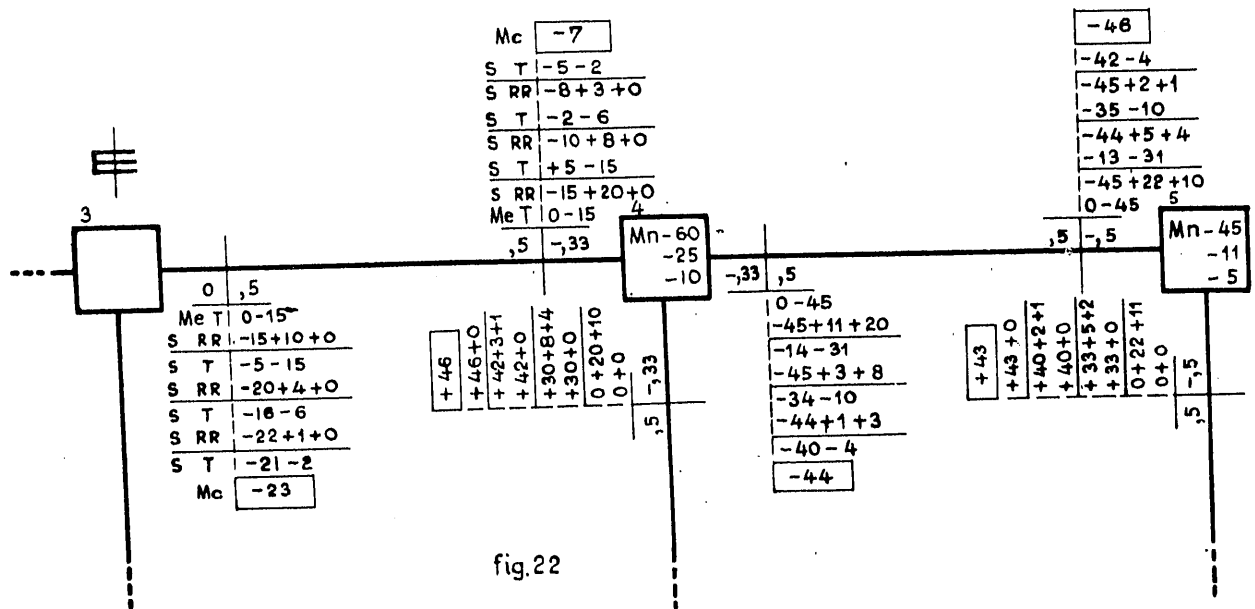 Mc -7
S T -5-2
S RR -8+3+0
S T -2-6
S RR -10+8+0
S T +5-15
S RR -15+20+0
Me T 0-15
,5 -,33
-46
-42-4
-45+2+1
-35-10
-44+5+4
-13-31
-45+22+10
0-45
,5 -,5
3
4
Mn-60
-25
-10
5
Mn-45
-11
-5
0 ,5
Me T 0-15
S RR -15+10+0
S T -5-15
S RR -20+4+0
S T -16-6
S RR -22+1+0
S T -21-2
Mc -23
+46
+46+0
+42+3+1
+42+0
+30+8+4
+30+0
0+20+10
0+0
,5 -,33
-,33 ,5
0-45
-45+11+20
-14-31
-45+3+8
-34-10
-44+1+3
-40-4
-44
+43
+43+0
+40+2+1
+40+0
+33+5+2
+33+0
0+22+11
0+0
,5 -,5
fig.22